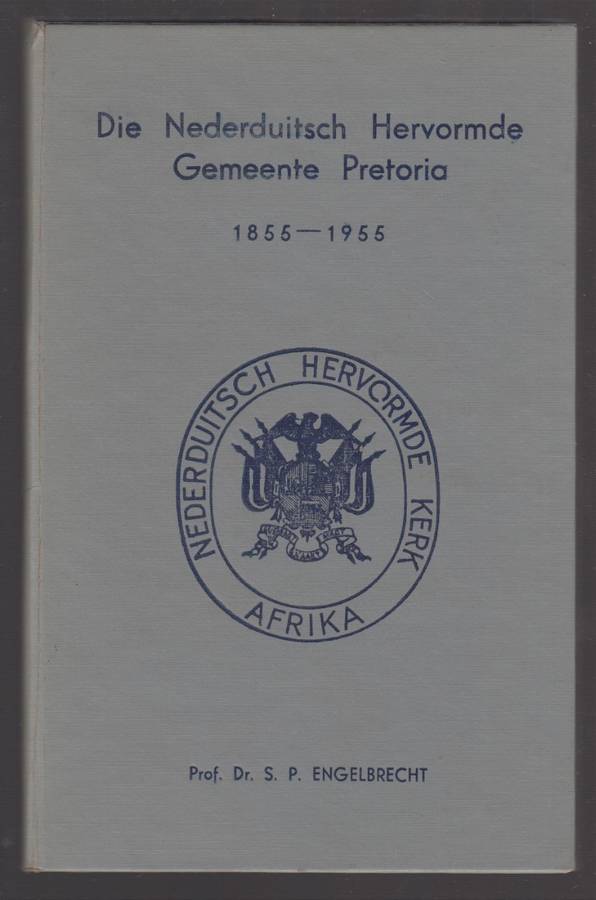 Die Nederduitsch Hervormde
Gemeente Pretoria
1855—1955
NEDERDUITSCH HERVORMDE KERK
AFRIKA
Prof. Dr. S. P. ENGELBRECHT